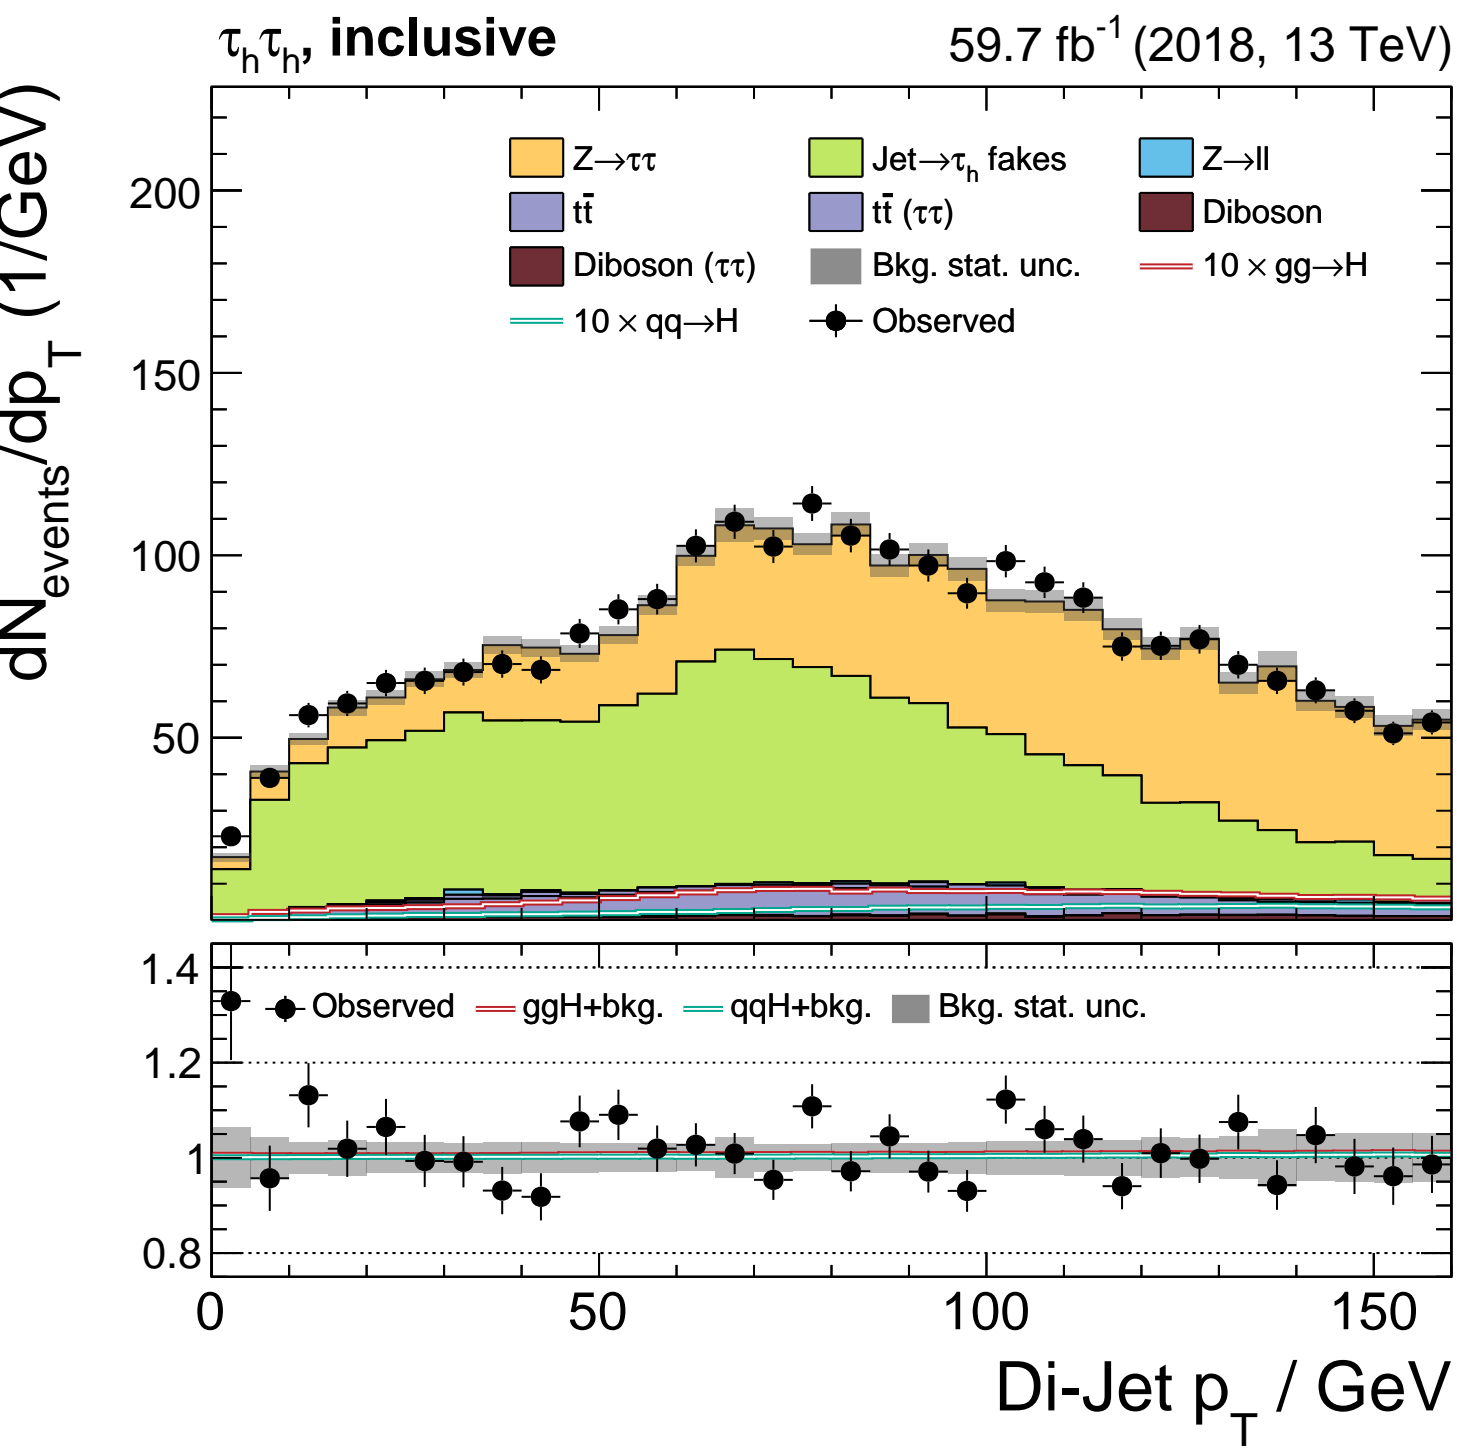 τhτh, inclusive 59.7 fb-1 (2018, 13 TeV)
dNevents/dpT (1/GeV)
Z→ττ Jet→τh fakes Z→ll
tt̄ tt̄ (ττ) Diboson
Diboson (ττ) Bkg. stat. unc. 10 × gg→H
10 × qq→H Observed
200
150
100
50
1.4
Observed ggH+bkg. qqH+bkg. Bkg. stat. unc.
1.2
1
0.8
0 50 100 150
Di-Jet pT / GeV